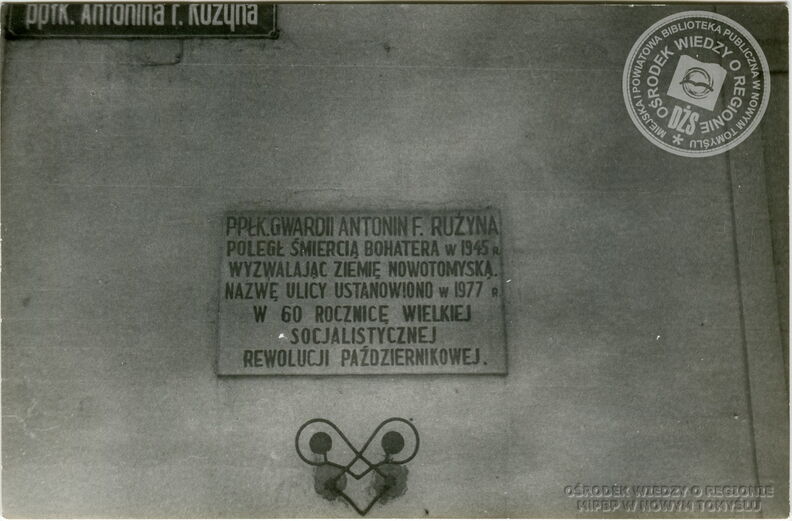 ppłk. Antonina F. Rużyna
PPŁK. GWARDII ANTONIN F. RUŻYNA
POLEGŁ ŚMIERCIĄ BOHATERA W 1945 R.
WYZWALAJĄC ZIEMIĘ NOWOTOMYSKĄ.
NAZWĘ ULICY USTANOWIONO W 1977 R.
W 60 ROCZNICĘ WIELKIEJ
SOCJALISTYCZNEJ
REWOLUCJI PAŹDZIERNIKOWEJ.
MIEJSKA I POWIATOWA BIBLIOTEKA PUBLICZNA W NOWYM TOMYŚLU
OŚRODEK WIEDZY O REGIONIE
DŻS
OŚRODEK WIEDZY O REGIONIE
MIPBP W NOWYM TOMYŚLU